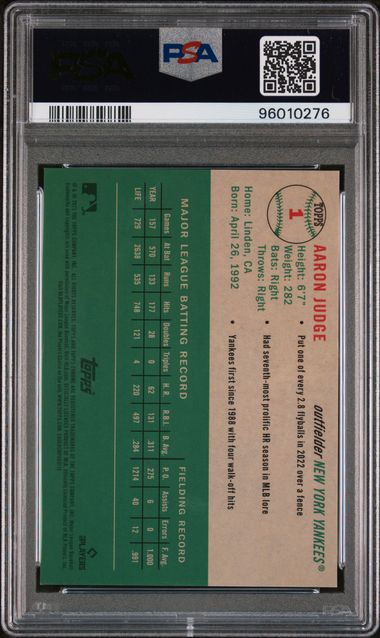 PSA
96010276
TOPPS
1
AARON JUDGE
outfielder NEW YORK YANKEES®
Height: 6'7"
Weight: 282
Bats: Right
Throws: Right
Home: Linden, CA
Born: April 26, 1992
• Put one of every 2.8 flyballs in 2022 over a fence
• Had seventh-most prolific HR season in MLB lore
• Yankees first since 1988 with four walk-off hits
MAJOR LEAGUE BATTING RECORD
FIELDING RECORD
Games At Bat Runs Hits Doubles Triples H.R. R.B.I. B. Avg. P.O. Assists Errors F. Avg.
YEAR 157 570 133 177 28 0 62 131 .311 275 6 0 1.000
LIFE 729 2638 535 748 121 4 220 497 .284 1214 40 12 .991
Topps
PLAYERS